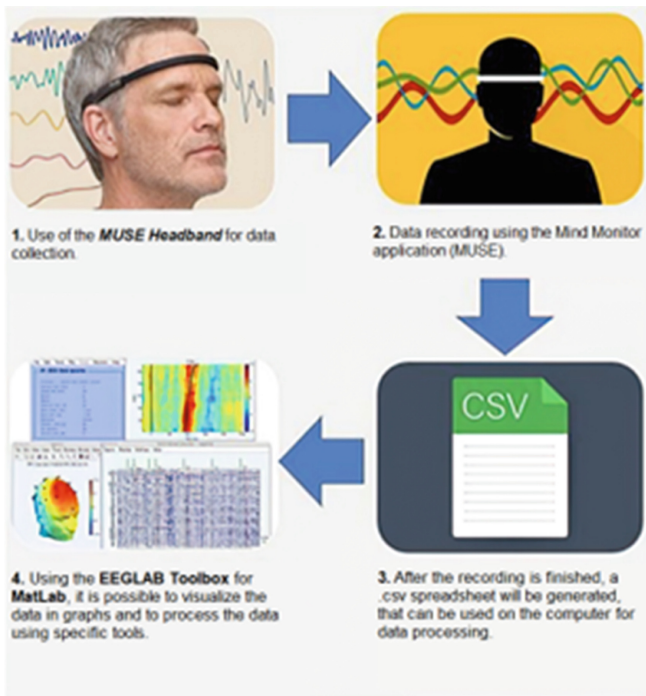 1. Use of the MUSE Headband for data
collection.
2. Data recording using the Mind Monitor
application (MUSE).
CSV
3. After the recording is finished, a
.csv spreadsheet will be generated,
that can be used on the computer for
data processing.
4. Using the EEGLAB Toolbox for
MatLab, it is possible to visualize the
data in graphs and to process the data
using specific tools.